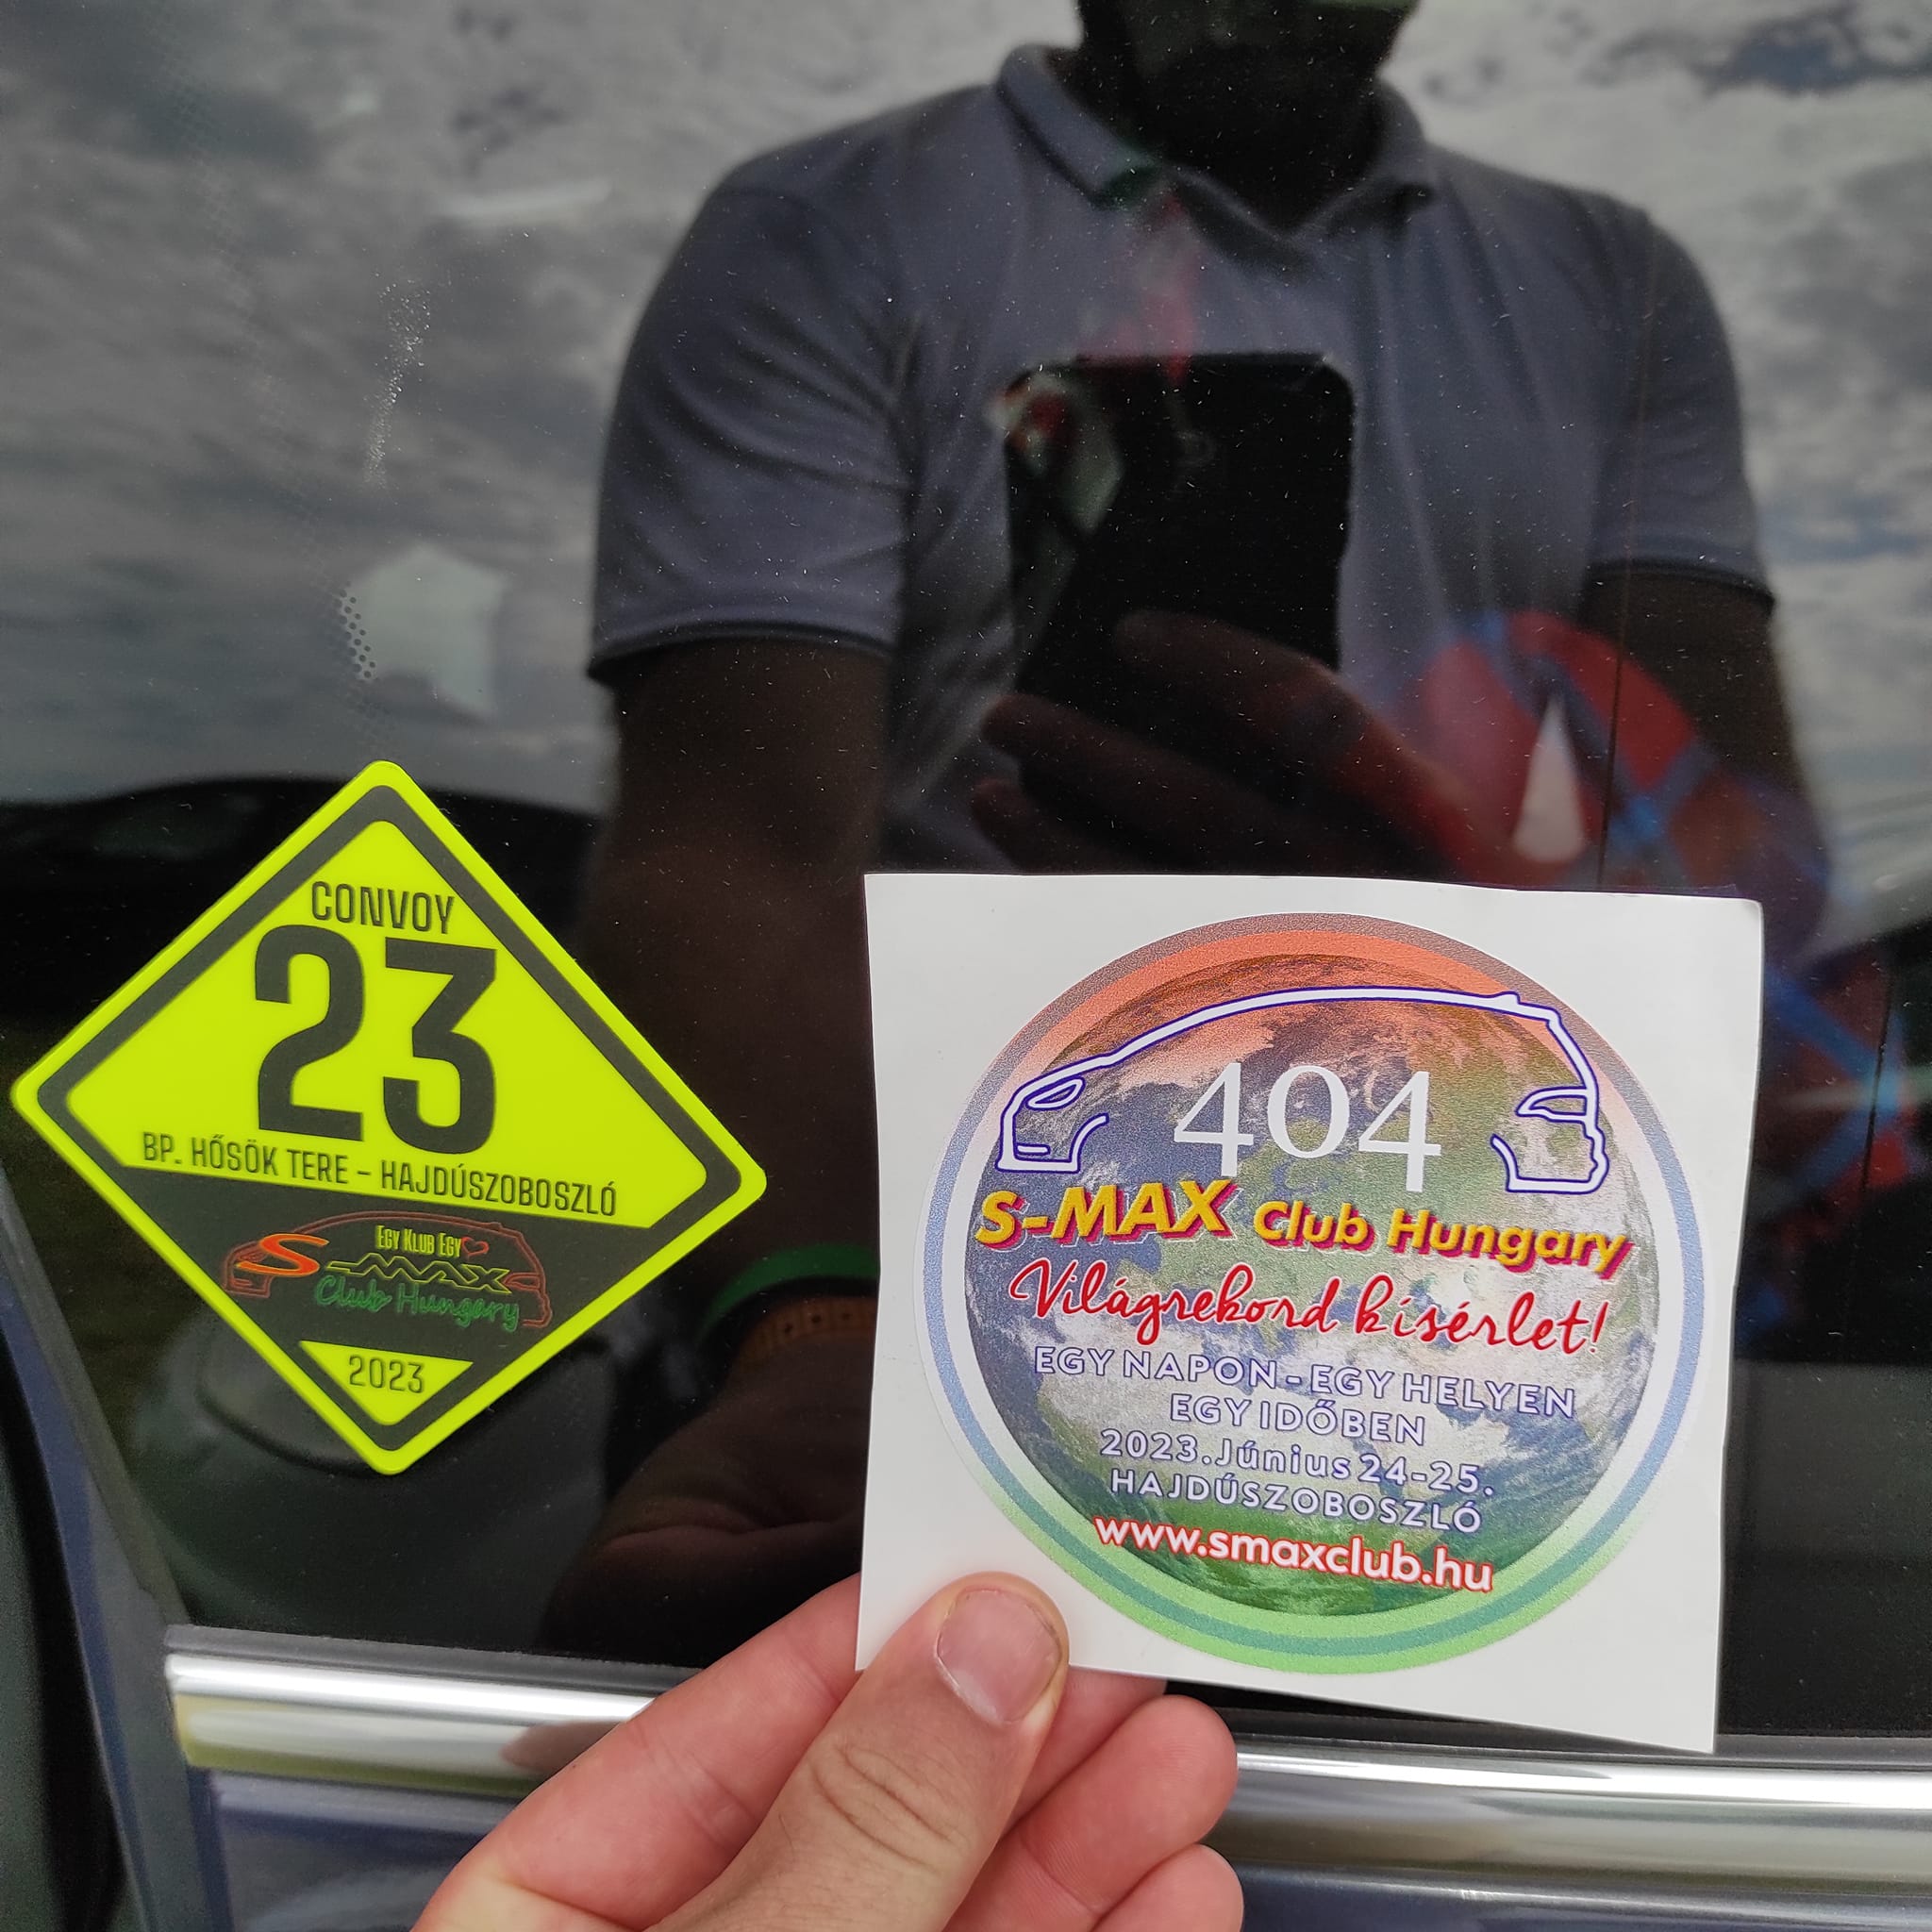 CONVOY
23
BP. HŐSÖK TERE - HAJDÚSZOBOSZLÓ
EGY KLUB EGY
S-MAX
Club Hungary
2023
404
S-MAX Club Hungary
Világrekord kísérlet!
EGY NAPON-EGY HELYEN
EGY IDŐBEN
2023.Június 24-25.
HAJDÚSZOBOSZLÓ
www.smaxclub.hu